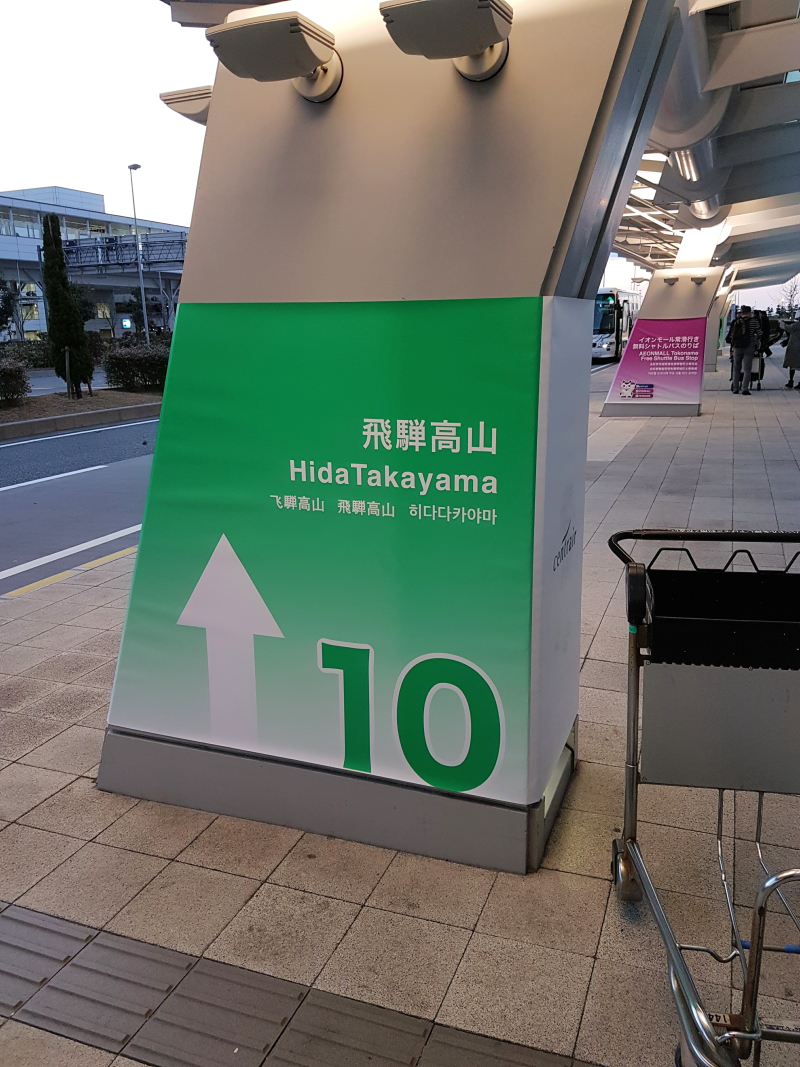 飛騨高山
HidaTakayama
飞騨高山 飛騨高山 히다다카야마
10
centrair
イオンモール常滑行き
無料シャトルバスのりば
AEONMALL Tokoname
Free Shuttle Bus Stop